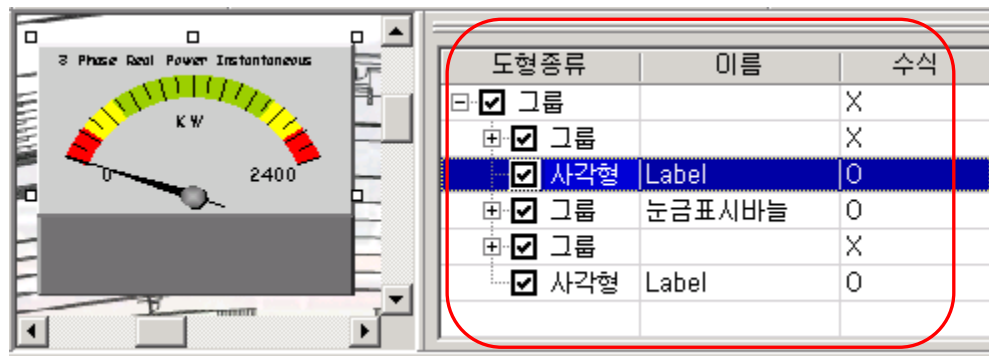 3 Phase Real Power Instantaneous
KW
0 2400
도형종류 이름 수식
그룹 X
그룹 X
사각형 Label O
그룹 눈금표시바늘 O
그룹 X
사각형 Label O